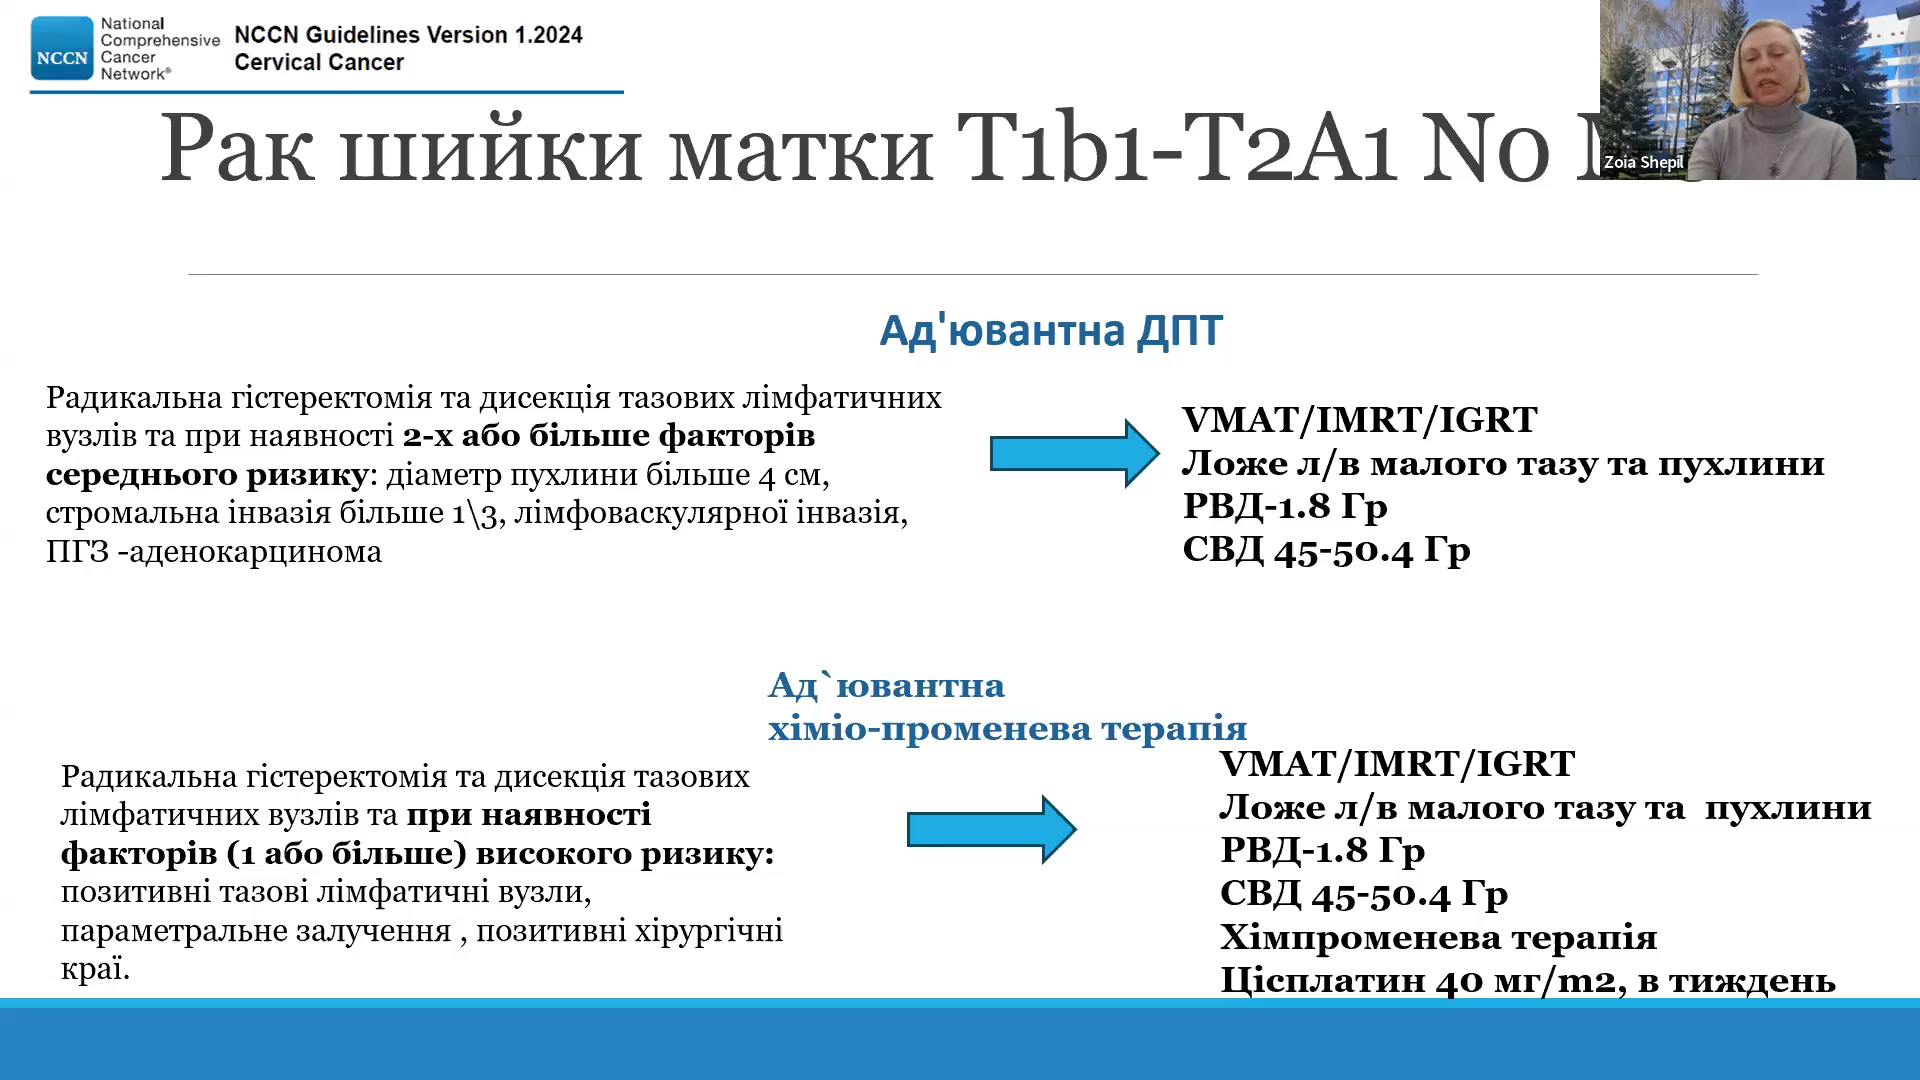 NCCN
National
Comprehensive
Cancer
Network®
NCCN Guidelines Version 1.2024
Cervical Cancer
Рак шийки матки T1b1-T2A1 N0
Zoia Shepil
Ад'ювантна ДПТ
Радикальна гістеректомія та дисекція тазових лімфатичних
вузлів та при наявності 2-х або більше факторів
середнього ризику: діаметр пухлини більше 4 см,
стромальна інвазія більше 1\3, лімфоваскулярної інвазія,
ПГЗ -аденокарцинома
VMAT/IMRT/IGRT
Ложе л/в малого тазу та пухлини
РВД-1.8 Гр
СВД 45-50.4 Гр
Ад`ювантна
хіміо-променева терапія
Радикальна гістеректомія та дисекція тазових
лімфатичних вузлів та при наявності
факторів (1 або більше) високого ризику:
позитивні тазові лімфатичні вузли,
параметральне залучення , позитивні хірургічні
краї.
VMAT/IMRT/IGRT
Ложе л/в малого тазу та  пухлини
РВД-1.8 Гр
СВД 45-50.4 Гр
Хімпроменева терапія
Цісплатин 40 мг/m2, в тиждень